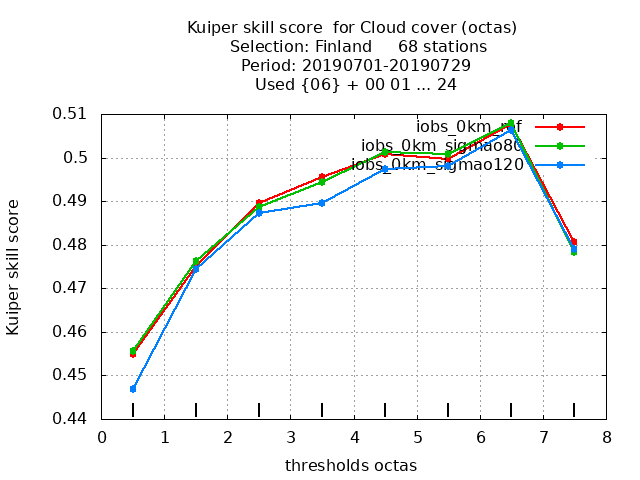 Kuiper skill score  for Cloud cover (octas)
Selection: Finland     68 stations
Period: 20190701-20190729
Used {06} + 00 01 ... 24
0.51
0.5
0.49
0.48
0.47
0.46
0.45
0.44
Kuiper skill score
iobs_0km_ref
iobs_0km_sigmao80
iobs_0km_sigmao120
0 1 2 3 4 5 6 7 8
thresholds octas